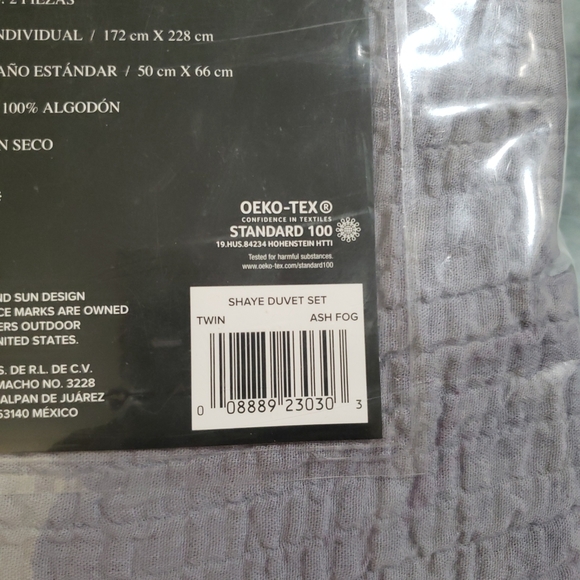 2 PIEZAS
NDIVIDUAL / 172 cm X 228 cm
AÑO ESTÁNDAR / 50 cm X 66 cm
100% ALGODÓN
N SECO
OEKO-TEX®
CONFIDENCE IN TEXTILES
STANDARD 100
19.HUS.84234 HOHENSTEIN HTTI
Tested for harmful substances.
www.oeko-tex.com/standard100
ND SUN DESIGN
CE MARKS ARE OWNED
ERS OUTDOOR
NITED STATES.
S. DE R.L. DE C.V.
MACHO NO. 3228
ALPAN DE JUÁREZ
53140 MÉXICO
SHAYE DUVET SET
TWIN ASH FOG
0 08889 23030 3